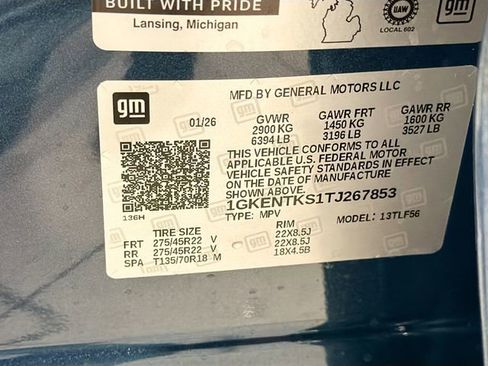 BUILT WITH PRIDE
Lansing, Michigan
UAW
LOCAL 602
gm
gm
MFD BY GENERAL MOTORS LLC
01/26
GVWR
2900 KG
6394 LB
GAWR FRT
1450 KG
3196 LB
GAWR RR
1600 KG
3527 LB
THIS VEHICLE CONFORMS TO ALL
APPLICABLE U.S. FEDERAL MOTOR
VEHICLE SAFETY STANDARDS IN EFFECT
ON THE DATE OF MANUFACTURE
SHOWN ABOVE.
1GKENTKS1TJ267853
TYPE: MPV
MODEL: 13TLF56
136H
TIRE SIZE
RIM
FRT 275/45R22 V 22X8.5J
RR 275/45R22 V 22X8.5J
SPA T135/70R18 M 18X4.5B